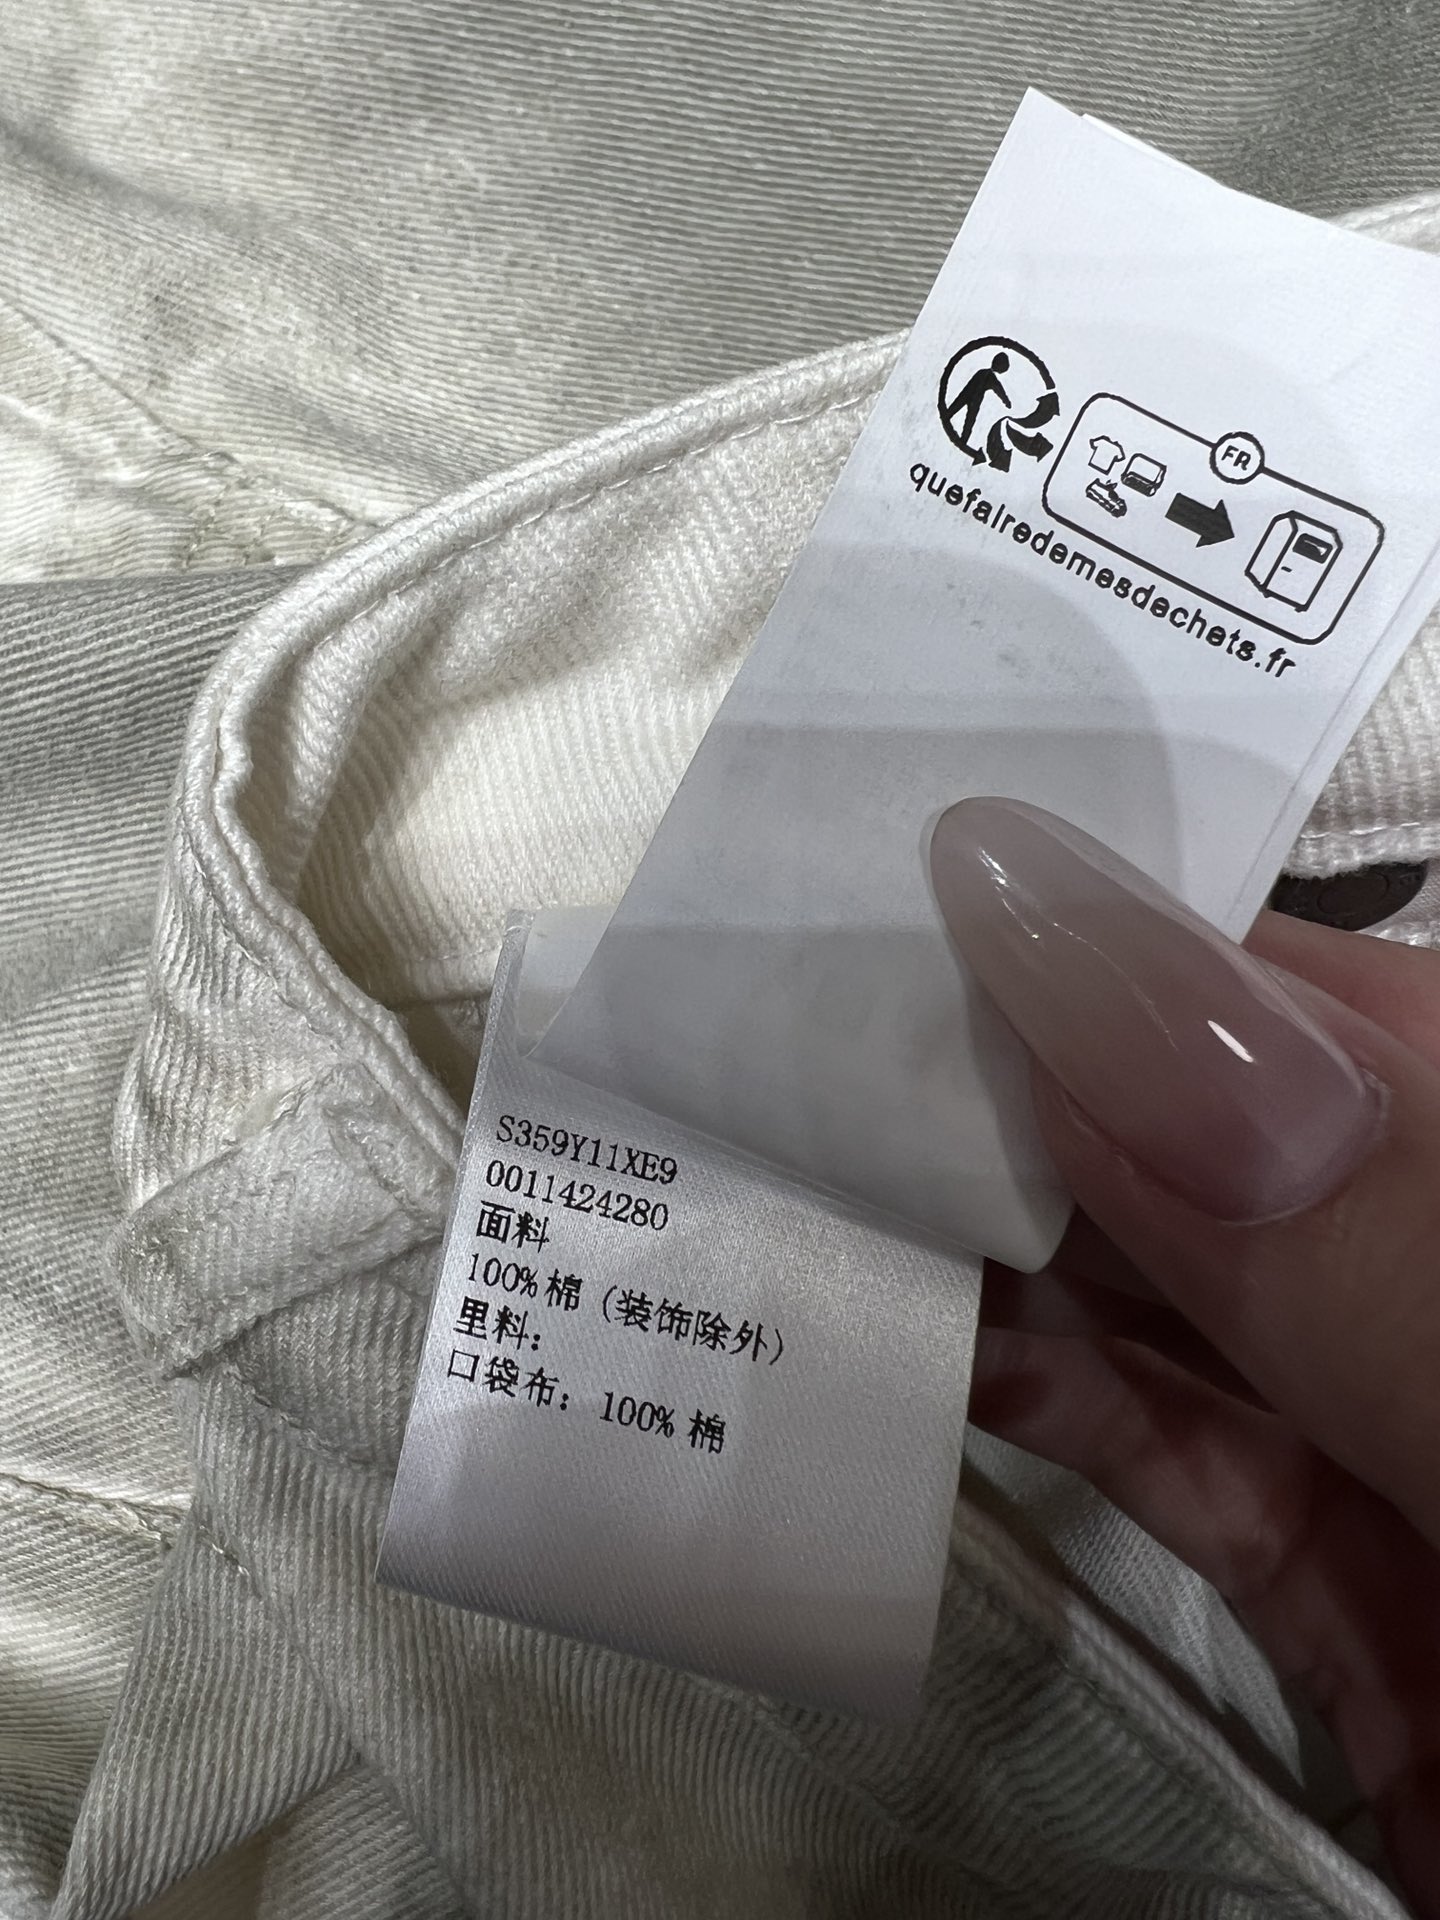 FR
quefairedemesdechets.fr
S359Y11XE9
0011424280
面料
100% 棉 (装饰除外)
里料:
口袋布: 100% 棉